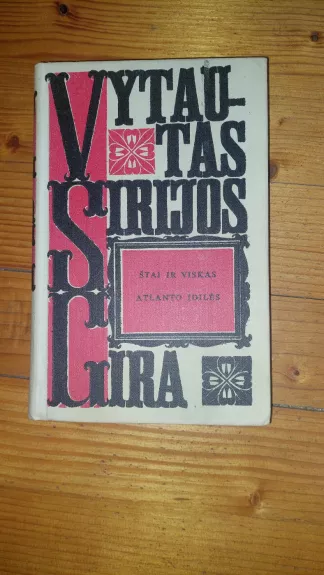 VYTAU-
TAS
SIRIJOS
ŠTAI IR VISKAS
ATLANTO IDILĖS
GIRA